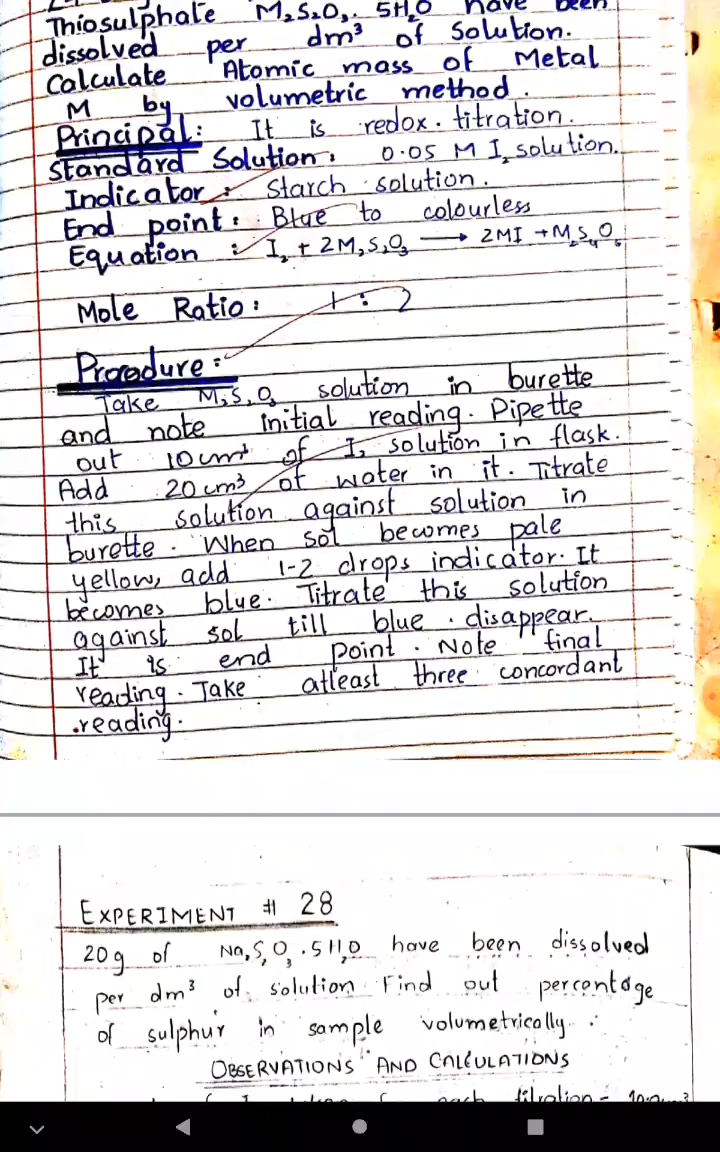 Thiosulphate M₂S₂O₃. 5H₂O have been
dissolved per dm³ of Solution.
Calculate Atomic mass of Metal
M by volumetric method.
Principal: It is redox titration.
Standard Solution: 0.05 M I₂ solution.
Indicator: Starch solution.
End point: Blue to colourless
Equation: I₂ + 2M₂S₂O₃ → 2MI + M₂S₄O₆
Mole Ratio: 1 : 2
Procedure:
Take M₂S₂O₃ solution in burette
and note initial reading. Pipette
out 10 cm³ of I₂ solution in flask.
Add 20 cm³ of water in it. Titrate
this solution against solution in
burette. When sol becomes pale
yellow, add 1-2 drops indicator. It
becomes blue. Titrate this solution
against sol till blue disappear.
It is end point. Note final
reading. Take atleast three concordant
reading.
EXPERIMENT # 28
20g of Na₂S₂O₃.5H₂O have been dissolved
per dm³ of solution Find out percentage
of sulphur in sample volumetrically.
OBSERVATIONS AND CALCULATIONS
each titration =